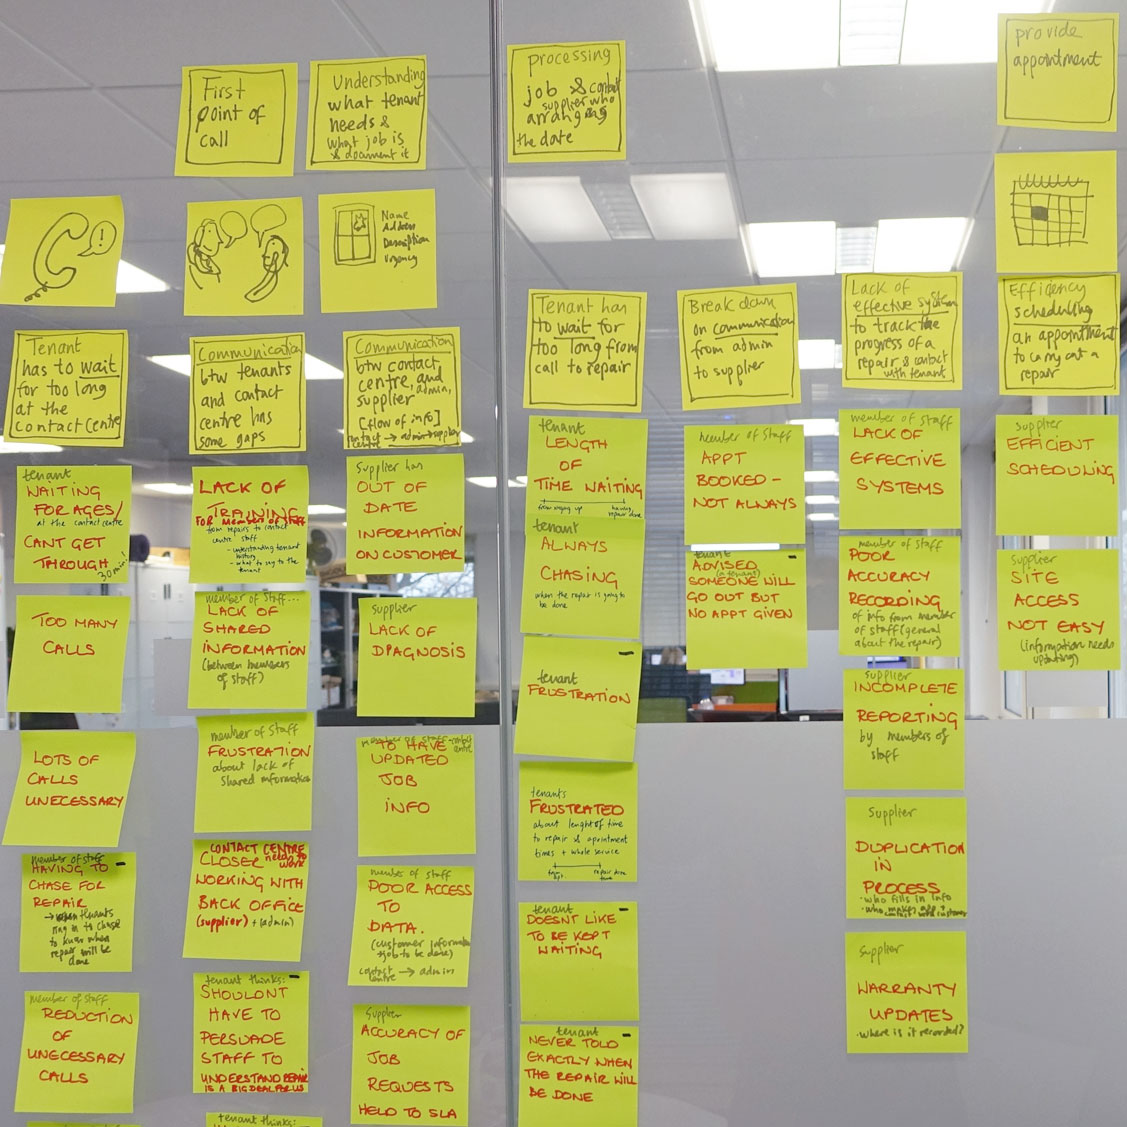 First
point of
call
Understanding
what tenant
needs &
what job is
& document it
processing
job & contact
supplier who
arranging
the date
provide
appointment
!
Name
Address
Description
Urgency
Tenant
has to wait
for too long
at the
contact centre
Communication
btw tenants
and contact
centre has
some gaps
Communication
btw contact
centre, and
admin,
supplier
[flow of info]
contact centre → admin → supplier
Tenant has
to wait for
too long from
call to repair
Break down
on communication
from admin
to supplier
Lack of
effective system
to track the
progress of a
repair & contact
with tenant
Efficiency
scheduling
an appointment
to carry out a
repair
tenant
WAITING
FOR AGES/
at the contact centre
CANT GET
THROUGH
30 min!
TOO MANY
CALLS
LOTS OF
CALLS
UNECESSARY
member of staff
HAVING TO
CHASE FOR
REPAIR
→ when tenants
ring in to chase
to know when
repair will be
done
member of staff
REDUCTION
OF
UNECESSARY
CALLS
LACK OF
TRAINING
FOR MEMBERS OF STAFF
from repairs to contact
centre staff
- understanding tenant
history
- what to say to the
tenant
member of staff...
LACK OF
SHARED
INFORMATION
(between members
of staff)
member of staff
FRUSTRATION
about lack of
shared information
CONTACT CENTRE
needs to
CLOSER work
WORKING WITH
BACK OFFICE
(supplier) + (admin)
tenant thinks:
SHOULDNT
HAVE TO
PERSUADE
STAFF TO
UNDERSTAND REPAIR
IS A BIG DEAL FOR US
tenant thinks:
Supplier has
OUT OF
DATE
INFORMATION
ON CUSTOMER
supplier
LACK OF
DIAGNOSIS
member of staff - contact
centre
TO HAVE
UPDATED
JOB
INFO
member of staff
POOR ACCESS
TO
DATA.
(customer information
+ job to be done)
contact
centre → admin
Supplier
ACCURACY OF
JOB
REQUESTS
HELD TO SLA
tenant
LENGTH
OF
TIME WAITING
from ringing up
having
repair done
tenant
ALWAYS
CHASING
when the repair is going to
be done
tenant
FRUSTRATION
tenants
FRUSTRATED
about lenght of time
to repair & apointment
times + whole service
repair done
tenant
DOESNT LIKE
TO BE KEPT
WAITING
tenant
NEVER TOLD
EXACTLY WHEN
THE REPAIR WILL
BE DONE
member of staff
APPT
BOOKED -
NOT ALWAYS
tenant
ADVISED
(a tenant)
SOMEONE WILL
GO OUT BUT
NO APPT GIVEN
member of staff
LACK OF
EFFECTIVE
SYSTEMS
member of staff
POOR
ACCURACY
RECORDING
of info from member
of staff (general
about the repair)
supplier
INCOMPLETE
REPORTING
by members of
staff
supplier
DUPLICATION
IN
PROCESS
· who fills in info
· who makes app +
contact with customer
supplier
WARRANTY
UPDATES
· where is it recorded?
supplier
EFFICIENT
SCHEDULING
supplier
SITE
ACCESS
NOT EASY
(information needs
updating)